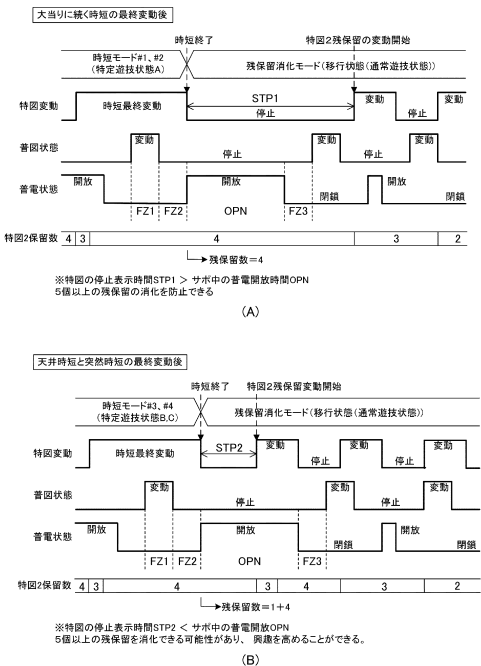 大当りに続く時短の最終変動後
時短終了
特図2残保留の変動開始
時短モード#1、#2
(特定遊技状態A)
残保留消化モード(移行状態(通常遊技状態))
特図変動
時短最終変動
STP1
停止
変動
停止
変動
普図状態
変動
停止
変動
停止
変動
普電状態
開放
開放
閉鎖
開放
閉鎖
FZ1
FZ2
OPN
FZ3
特図2保留数
4
3
4
3
2
残保留数=4
※特図の停止表示時間STP1 > サポ中の普電開放時間OPN
5個以上の残保留の消化を防止できる
(A)
天井時短と突然時短の最終変動後
時短終了
特図2残保留変動開始
時短モード#3、#4
(特定遊技状態B,C)
残保留消化モード(移行状態(通常遊技状態))
特図変動
時短最終変動
STP2
変動
停止
変動
停止
変動
普図状態
変動
停止
変動
停止
変動
普電状態
開放
開放
閉鎖
開放
閉鎖
FZ1
FZ2
OPN
FZ3
特図2保留数
4
3
4
3
4
3
2
残保留数=1+4
※特図の停止表示時間STP2 < サポ中の普電開放OPN
5個以上の残保留を消化できる可能性があり、興趣を高めることができる。
(B)